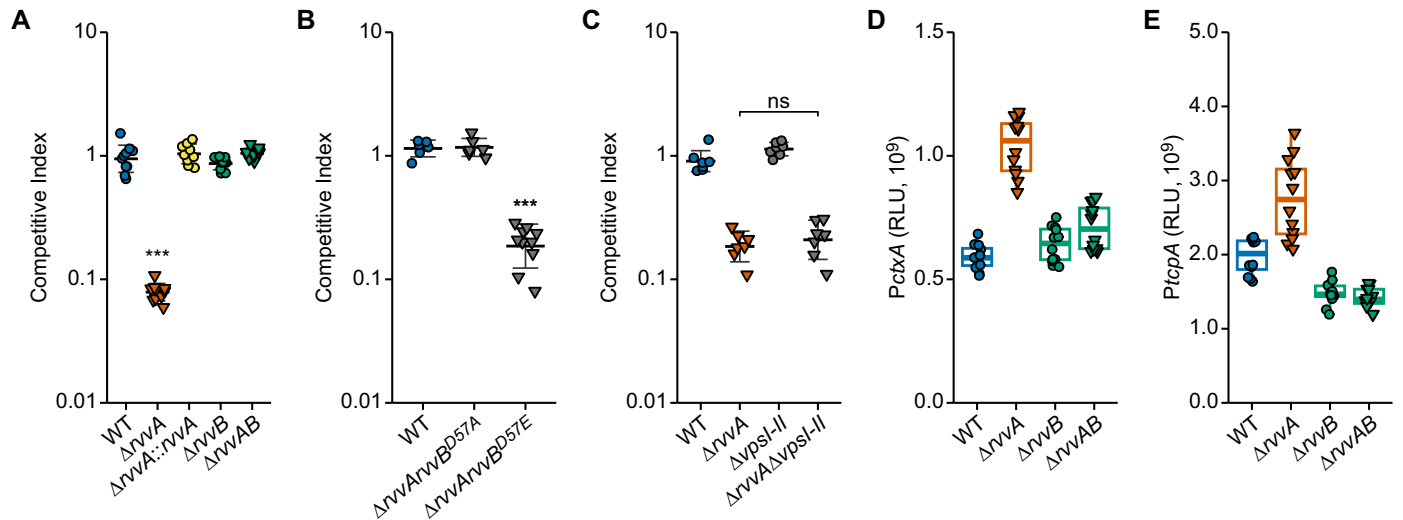 A
Competitive Index
10
1
0.1
0.01
***
WT
ΔrvvA
ΔrvvA::rvvA
ΔrvvB
ΔrvvAB
B
Competitive Index
10
1
0.1
0.01
***
WT
ΔrvvArvvB^D57A
ΔrvvArvvB^D57E
C
Competitive Index
10
1
0.1
0.01
ns
WT
ΔrvvA
ΔvpsI-II
ΔrvvAΔvpsI-II
D
PctxA (RLU, 10⁹)
1.5
1.0
0.5
0.0
WT
ΔrvvA
ΔrvvB
ΔrvvAB
E
PtcpA (RLU, 10⁹)
5.0
4.0
3.0
2.0
1.0
0.0
WT
ΔrvvA
ΔrvvB
ΔrvvAB